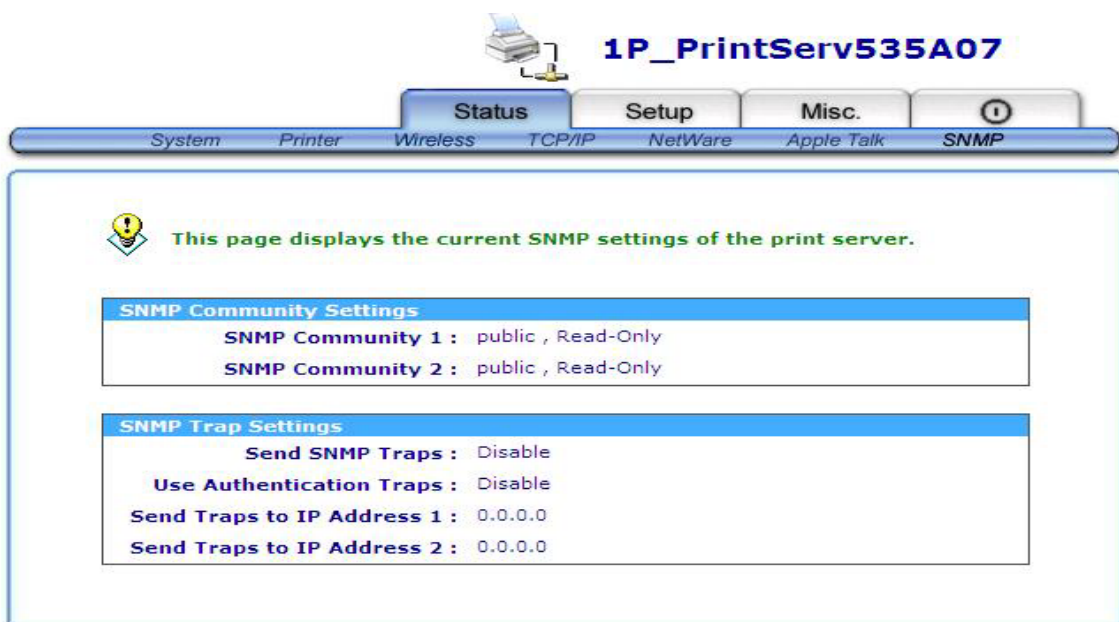 1P_PrintServ535A07
Status Setup Misc.
System Printer Wireless TCP/IP NetWare Apple Talk SNMP
This page displays the current SNMP settings of the print server.
SNMP Community Settings
SNMP Community 1 : public , Read-Only
SNMP Community 2 : public , Read-Only
SNMP Trap Settings
Send SNMP Traps : Disable
Use Authentication Traps : Disable
Send Traps to IP Address 1 : 0.0.0.0
Send Traps to IP Address 2 : 0.0.0.0